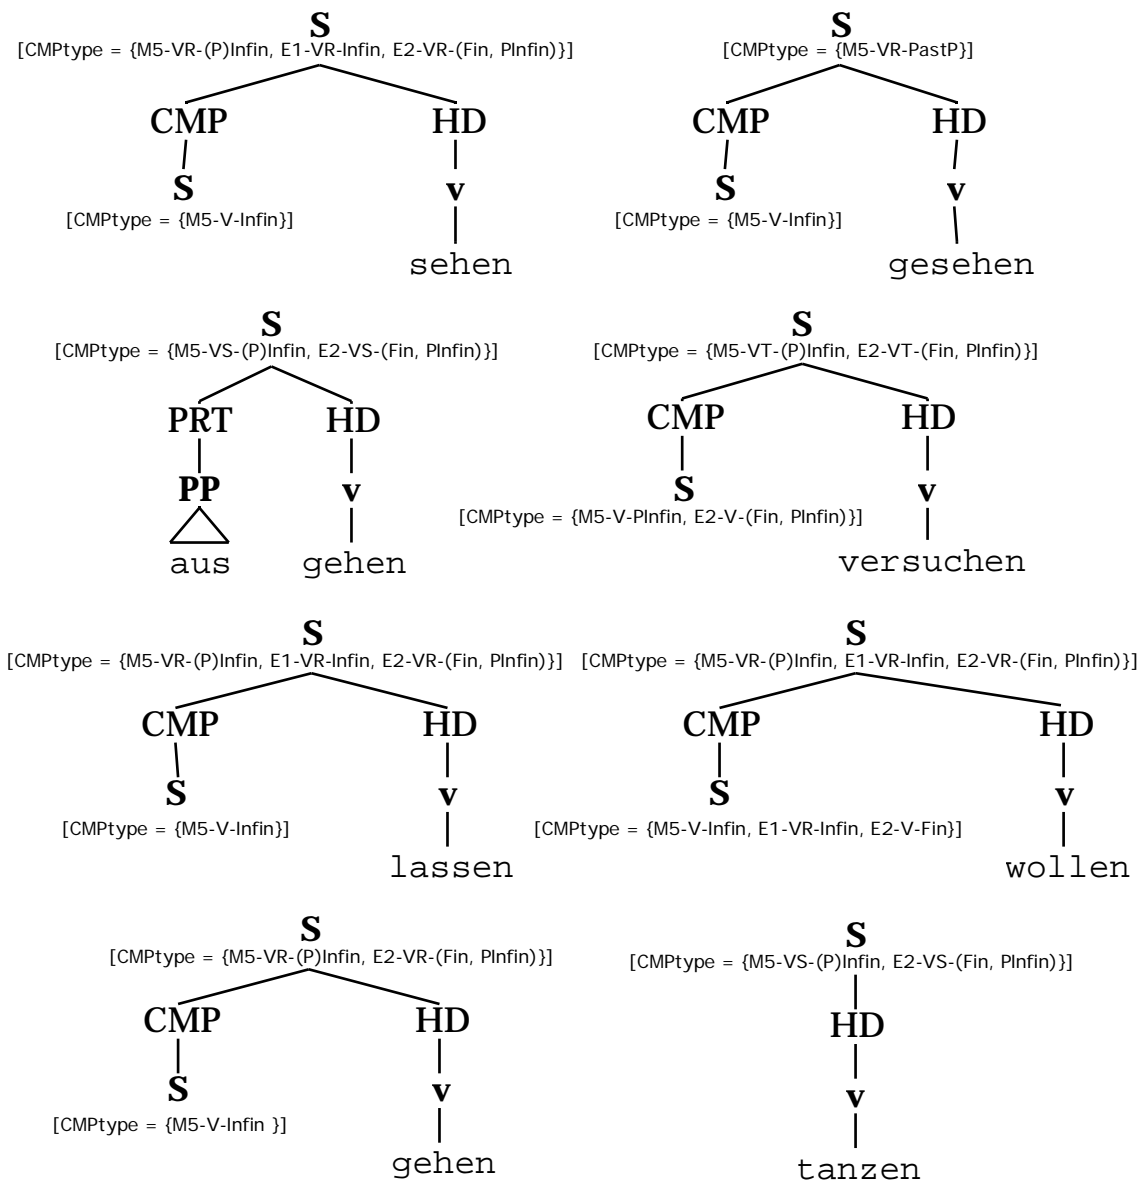 S S
[CMPtype = {M5-VR-(P)Infin, E1-VR-Infin, E2-VR-(Fin, PInfin)}] [CMPtype = {M5-VR-PastP}]
CMP HD CMP HD
S v S v
[CMPtype = {M5-V-Infin}] [CMPtype = {M5-V-Infin}]
sehen gesehen
S S
[CMPtype = {M5-VS-(P)Infin, E2-VS-(Fin, PInfin)}] [CMPtype = {M5-VT-(P)Infin, E2-VT-(Fin, PInfin)}]
PRT HD CMP HD
PP v S v
[CMPtype = {M5-V-PInfin, E2-V-(Fin, PInfin)}]
aus gehen versuchen
S S
[CMPtype = {M5-VR-(P)Infin, E1-VR-Infin, E2-VR-(Fin, PInfin)}] [CMPtype = {M5-VR-(P)Infin, E1-VR-Infin, E2-VR-(Fin, PInfin)}]
CMP HD CMP HD
S v S v
[CMPtype = {M5-V-Infin}] [CMPtype = {M5-V-Infin, E1-VR-Infin, E2-V-Fin}]
lassen wollen
S S
[CMPtype = {M5-VR-(P)Infin, E2-VR-(Fin, PInfin)}] [CMPtype = {M5-VS-(P)Infin, E2-VS-(Fin, PInfin)}]
CMP HD HD
S v v
[CMPtype = {M5-V-Infin }]
gehen tanzen